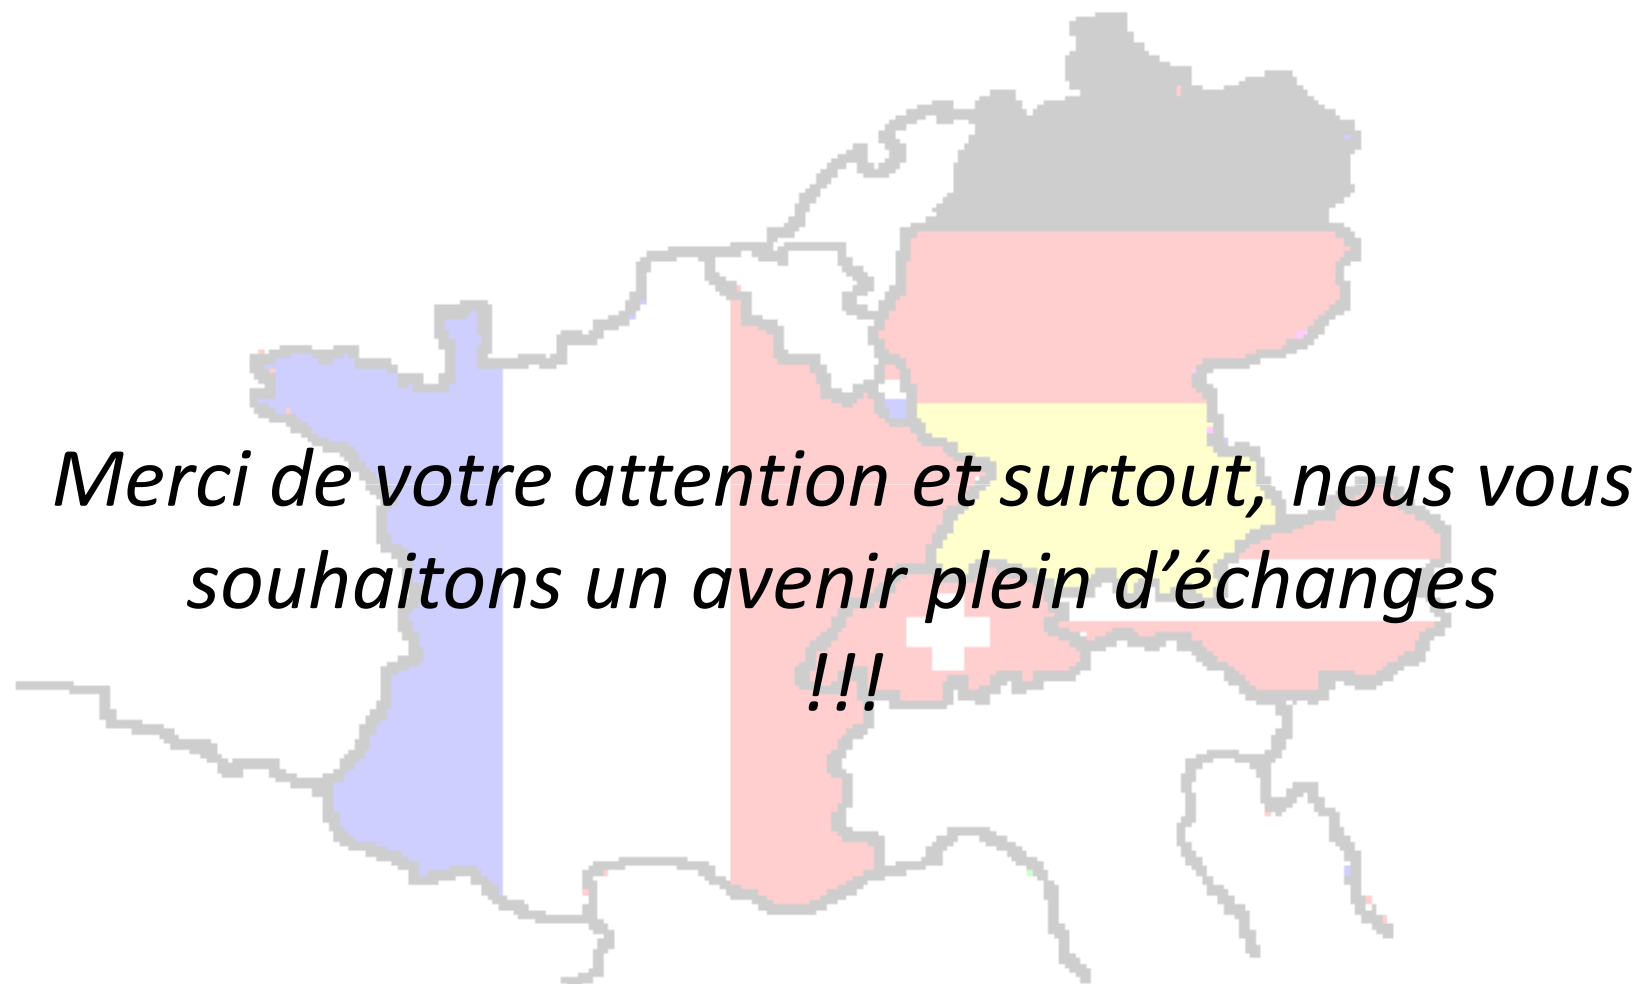 Merci de votre attention et surtout, nous vous
souhaitons un avenir plein d’échanges
!!!